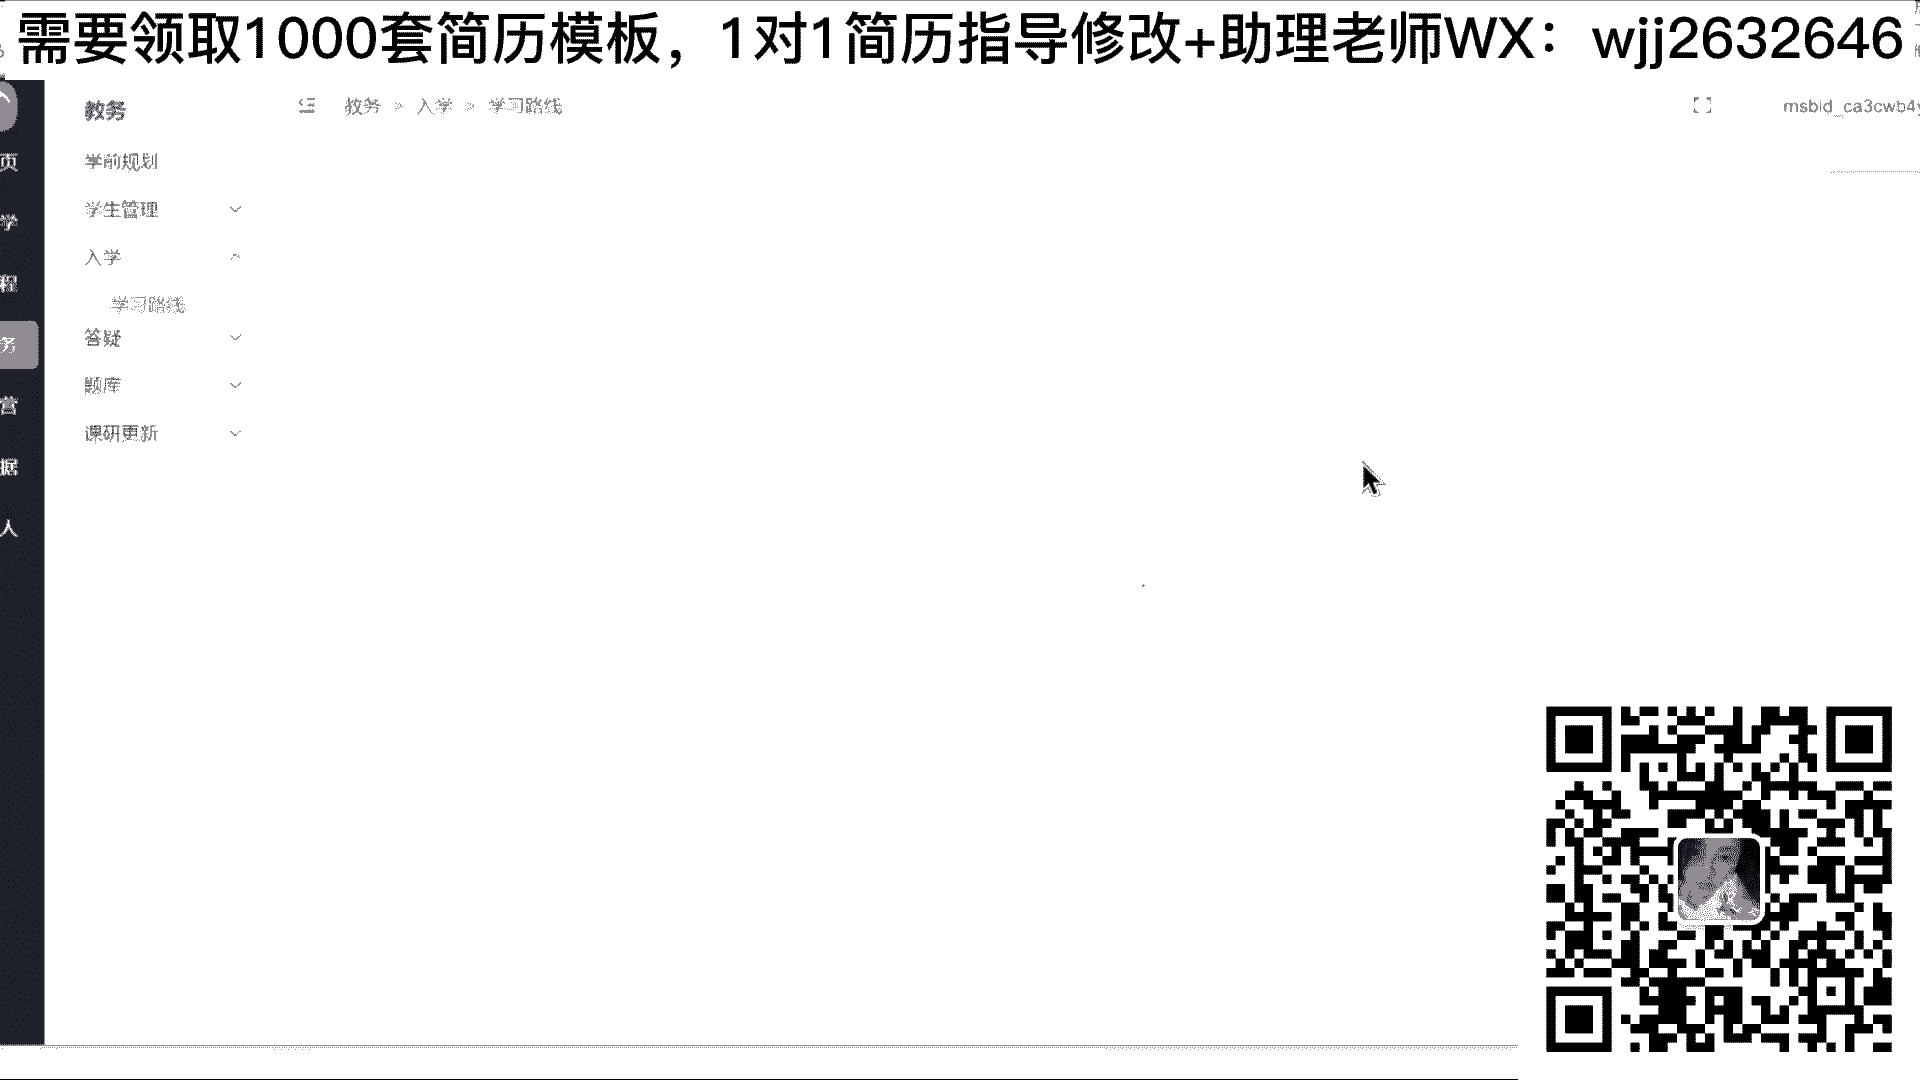 需要领取1000套简历模板，1对1简历指导修改+助理老师WX：wjj2632646
教务
教务 > 入学 > 学习路线
msbid_ca3cwb4y
学前规划
学生管理
入学
学习路线
答疑
题库
课研更新
页
学
程
务
营
据
人